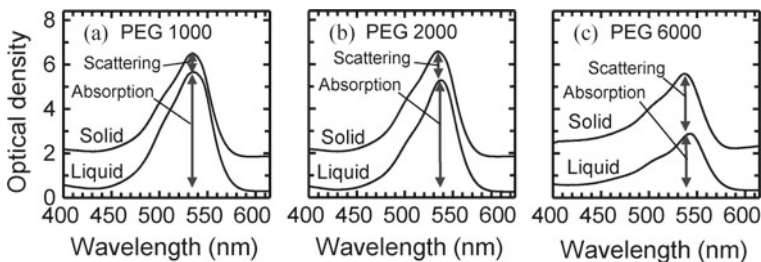 Optical density
8
6
4
2
0
(a) PEG 1000
Scattering
Absorption
Solid
Liquid
400 450 500 550 600
Wavelength (nm)
(b) PEG 2000
Scattering
Absorption
Solid
Liquid
400 450 500 550 600
Wavelength (nm)
(c) PEG 6000
Scattering
Absorption
Solid
Liquid
400 450 500 550 600
Wavelength (nm)